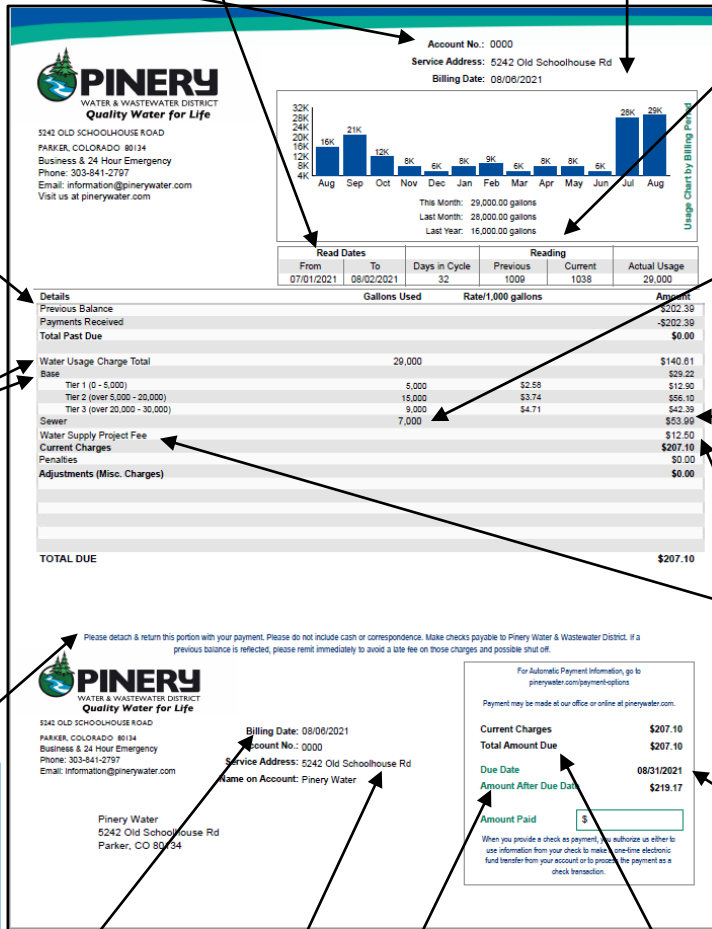 Account No.: 0000
Service Address: 5242 Old Schoolhouse Rd
Billing Date: 08/06/2021
PINERY
WATER & WASTEWATER DISTRICT
Quality Water for Life
5242 OLD SCHOOLHOUSE ROAD
PARKER, COLORADO 80134
Business & 24 Hour Emergency
Phone: 303-841-2797
Email: information@pinerywater.com
Visit us at pinerywater.com
32K
28K
24K
20K
16K
12K
8K
4K
16K 21K 12K 8K 6K 8K 9K 6K 8K 8K 6K 28K 29K
Aug Sep Oct Nov Dec Jan Feb Mar Apr May Jun Jul Aug
Usage Chart by Billing Period
This Month: 29,000.00 gallons
Last Month: 28,000.00 gallons
Last Year: 16,000.00 gallons
Read Dates Reading
From To Days in Cycle Previous Current Actual Usage
07/01/2021 08/02/2021 32 1009 1038 29,000
Details Gallons Used Rate/1,000 gallons Amount
Previous Balance $202.39
Payments Received -$202.39
Total Past Due $0.00
Water Usage Charge Total 29,000 $140.61
Base $29.22
Tier 1 (0 - 5,000) 5,000 $2.58 $12.90
Tier 2 (over 5,000 - 20,000) 15,000 $3.74 $56.10
Tier 3 (over 20,000 - 30,000) 9,000 $4.71 $42.39
Sewer 7,000 $53.99
Water Supply Project Fee $12.50
Current Charges $207.10
Penalties $0.00
Adjustments (Misc. Charges) $0.00
TOTAL DUE $207.10
Please detach & return this portion with your payment. Please do not include cash or correspondence. Make checks payable to Pinery Water & Wastewater District. If a
previous balance is reflected, please remit immediately to avoid a late fee on those charges and possible shut off.
PINERY
WATER & WASTEWATER DISTRICT
Quality Water for Life
5242 OLD SCHOOLHOUSE ROAD
PARKER, COLORADO 80134
Business & 24 Hour Emergency
Phone: 303-841-2797
Email: Information@pinerywater.com
Billing Date: 08/06/2021
Account No.: 0000
Service Address: 5242 Old Schoolhouse Rd
Name on Account: Pinery Water
Pinery Water
5242 Old Schoolhouse Rd
Parker, CO 80134
For Automatic Payment Information, go to
pinerywater.com/payment-options
Payment may be made at our office or online at pinerywater.com.
Current Charges $207.10
Total Amount Due $207.10
Due Date 08/31/2021
Amount After Due Date $219.17
Amount Paid $
When you provide a check as payment, you authorize us either to
use information from your check to make a one-time electronic
fund transfer from your account or to process the payment as a
check transaction.